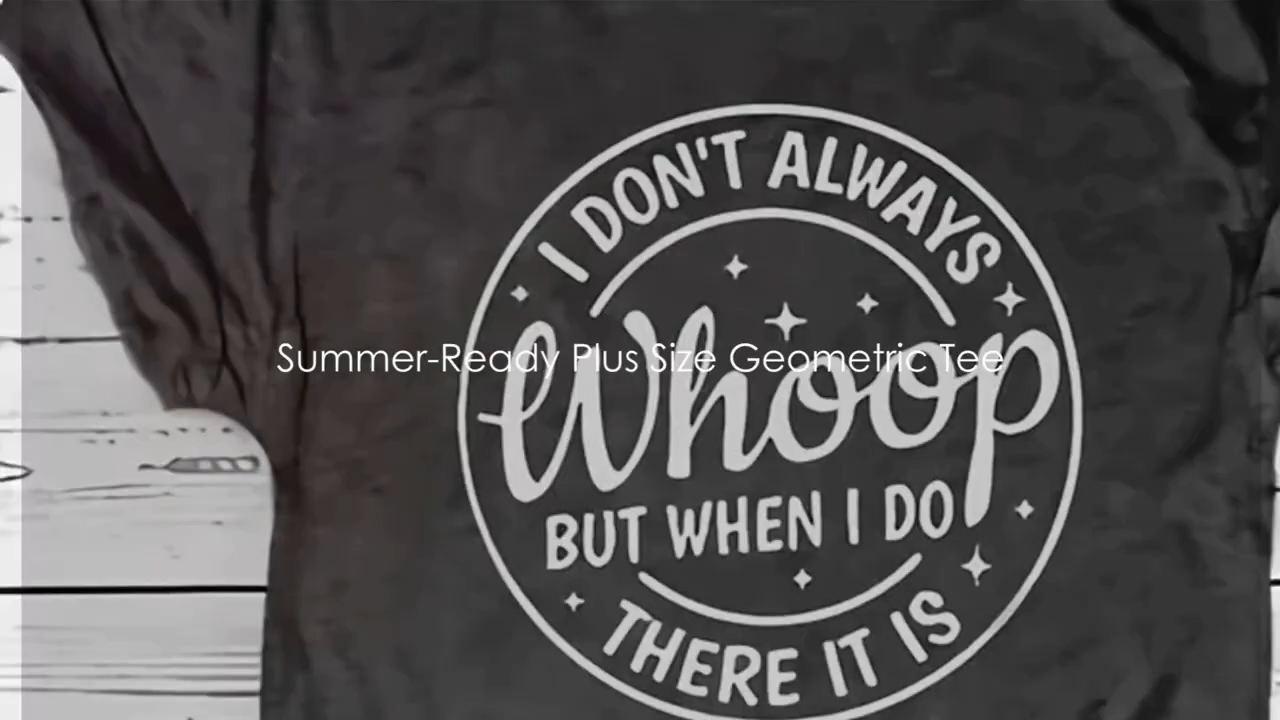 I DON'T ALWAYS
Whoop
Summer-Ready Plus Size Geometric Tee
BUT WHEN I DO
THERE IT IS